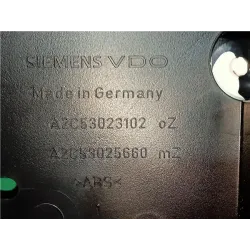 SIEMENS VDO
Made in Germany
A2C53023102 oZ
A2C53025660 mZ
>ABS<